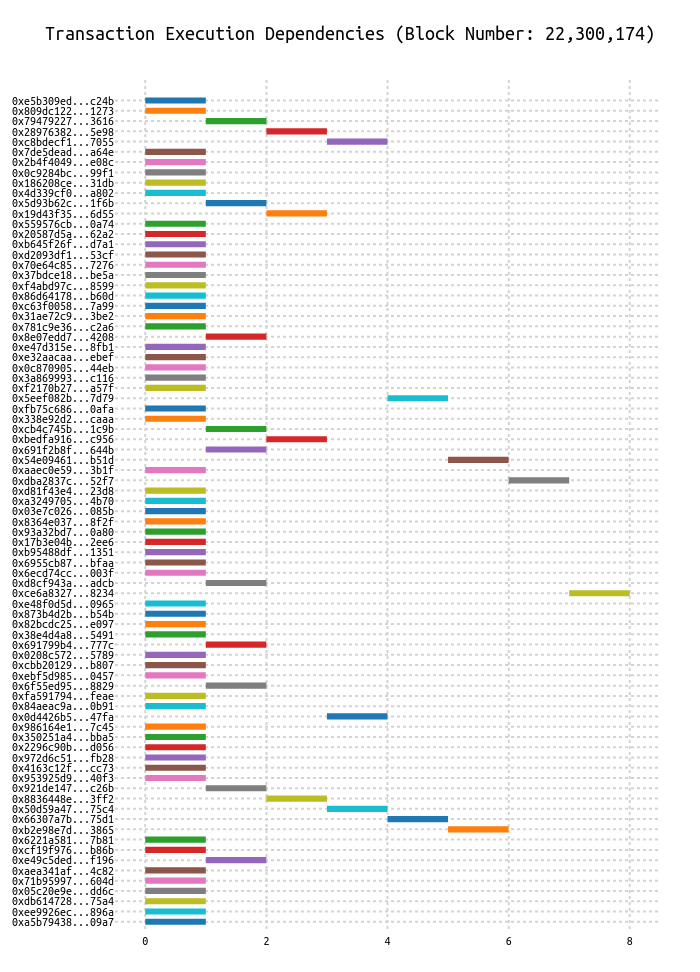 Transaction Execution Dependencies (Block Number: 22,300,174)
0xe5b309ed...c24b
0x809dc122...1273
0x79479227...3616
0x28976382...5e98
0xc8bdecf1...7055
0x7de5dead...a64e
0x2b4f4049...e08c
0x0c9284bc...99f1
0x186208ce...31db
0x4d339cf0...a802
0x5d93b62c...1f6b
0x19d43f35...6d55
0x559576cb...0a74
0x20587d5a...62a2
0xb645f26f...d7a1
0xd2093df1...53cf
0x70e64c85...7276
0x37bdce18...be5a
0xf4abd97c...8599
0x86d64178...b60d
0xc63f0058...7a99
0x31ae72c9...3be2
0x781c9e36...c2a6
0x8e07edd7...4208
0xe47d315e...8fb1
0xe32aacaa...ebef
0x0c870905...44eb
0x3a869993...c116
0xf2170b27...a57f
0x5eef082b...7d79
0xfb75c686...0afa
0x338e92d2...caaa
0xcb4c745b...1c9b
0xbedfa916...c956
0x691f2b8f...644b
0x54e09461...b51d
0xaaec0e59...3b1f
0xdba2837c...52f7
0xd81f43e4...23d8
0xa3249705...4b70
0x03e7c026...085b
0x8364e037...8f2f
0x93a32bd7...0a80
0x17b3e04b...2ee6
0xb95488df...1351
0x6955cb87...bfaa
0x6ecd74cc...003f
0xd8cf943a...adcb
0xce6a8327...8234
0xe48f0d5d...0965
0x873b4d2b...b54b
0x82bcdc25...e097
0x38e4d4a8...5491
0x691799b4...777c
0x0208c572...5789
0xcbb20129...b807
0xebf5d985...0457
0x6f55ed95...8829
0xfa591794...feae
0x84aeac9a...0b91
0x0d4426b5...47fa
0x986164e1...7c45
0x350251a4...bba5
0x2296c90b...d056
0x972d6c51...fb28
0x4163c12f...cc73
0x953925d9...40f3
0x921de147...c26b
0x8836448e...3ff2
0x50d59a47...75c4
0x66307a7b...75d1
0xb2e98e7d...3865
0x6221a581...7b81
0xcf19f976...b86b
0xe49c5ded...f196
0xaea341af...4c82
0x71b95997...604d
0x05c20e9e...dd6c
0xdb614728...75a4
0xee9926ec...896a
0xa5b79438...09a7
0 2 4 6 8